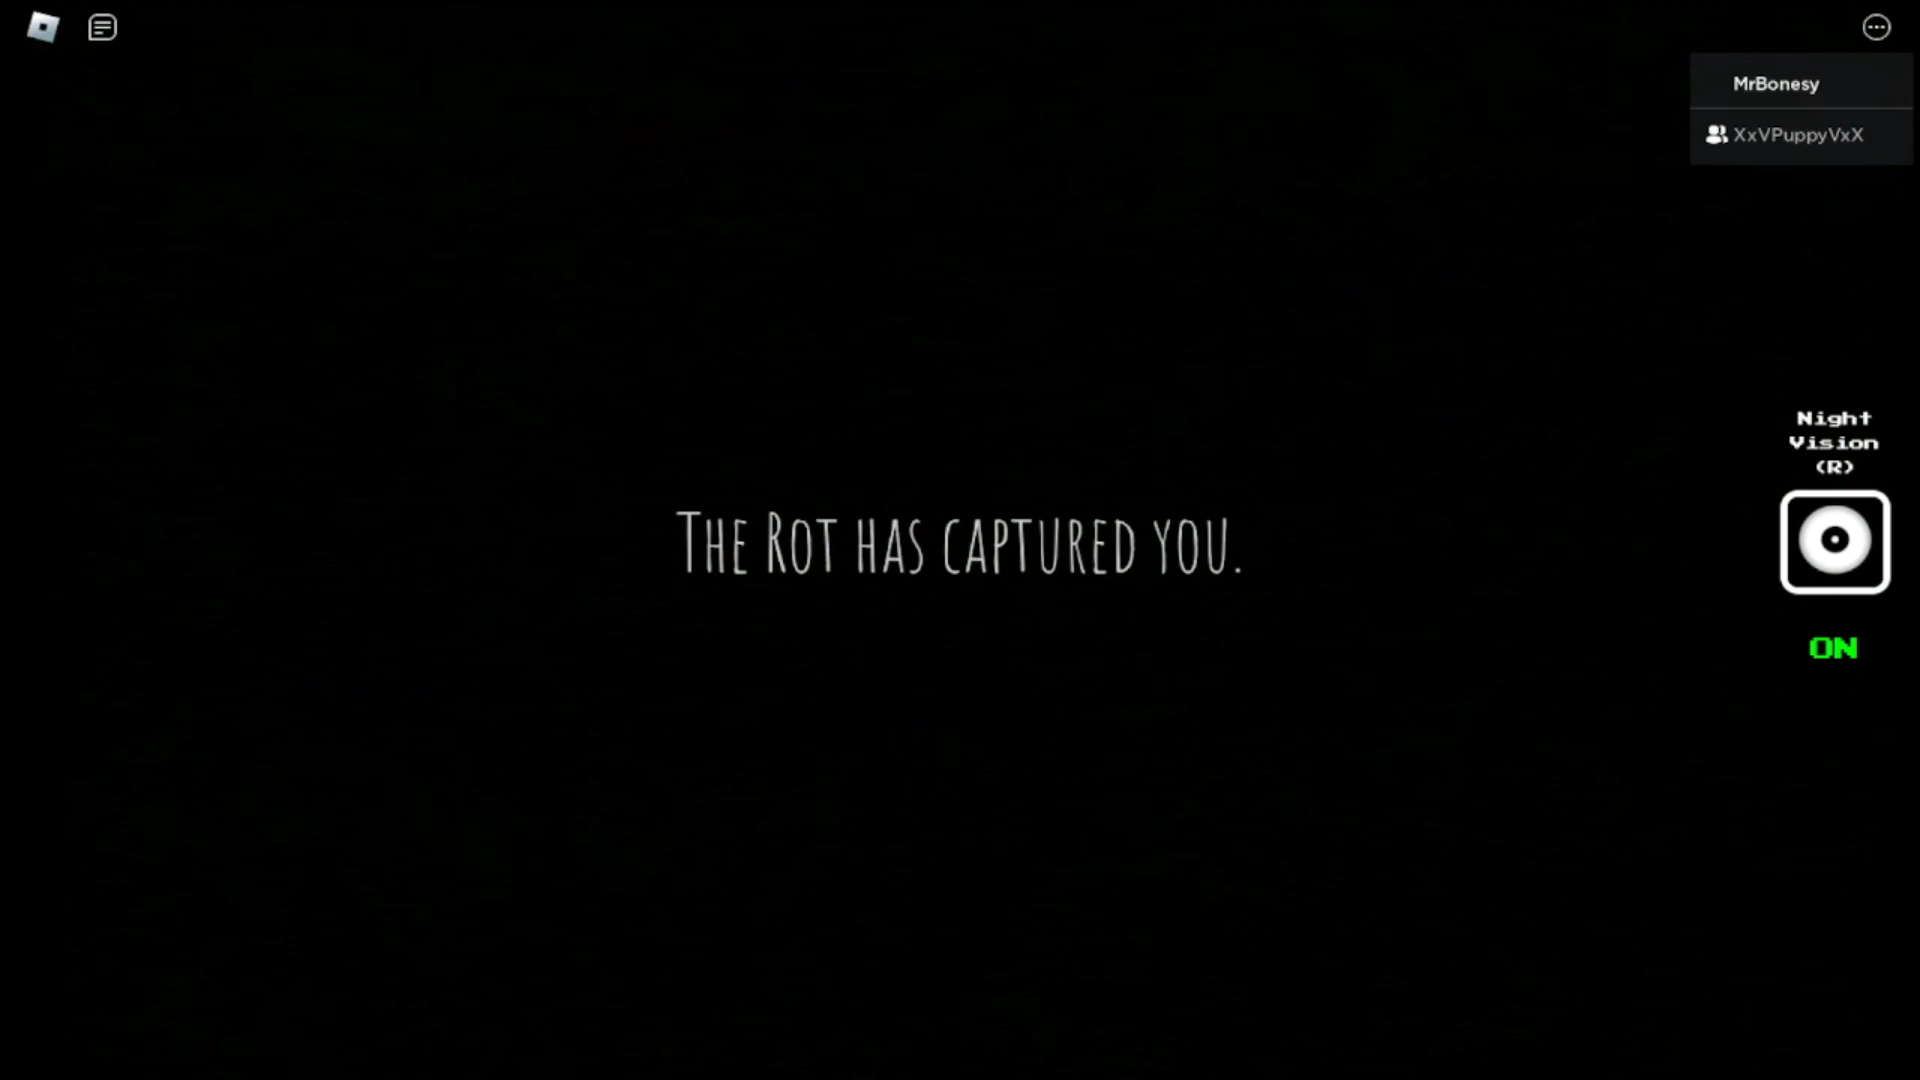 MrBonesy
XxVPuppyVxX
Night
Vision
(R)
The Rot has captured you.
ON